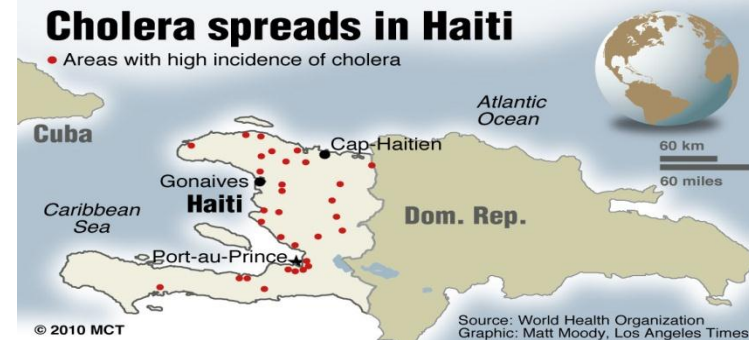 Cholera spreads in Haiti
Areas with high incidence of cholera
Atlantic
Ocean
Cuba
Cap-Haitien
60 km
60 miles
Gonaives
Haiti
Caribbean
Sea
Dom. Rep.
Port-au-Prince
© 2010 MCT
Source: World Health Organization
Graphic: Matt Moody, Los Angeles Times